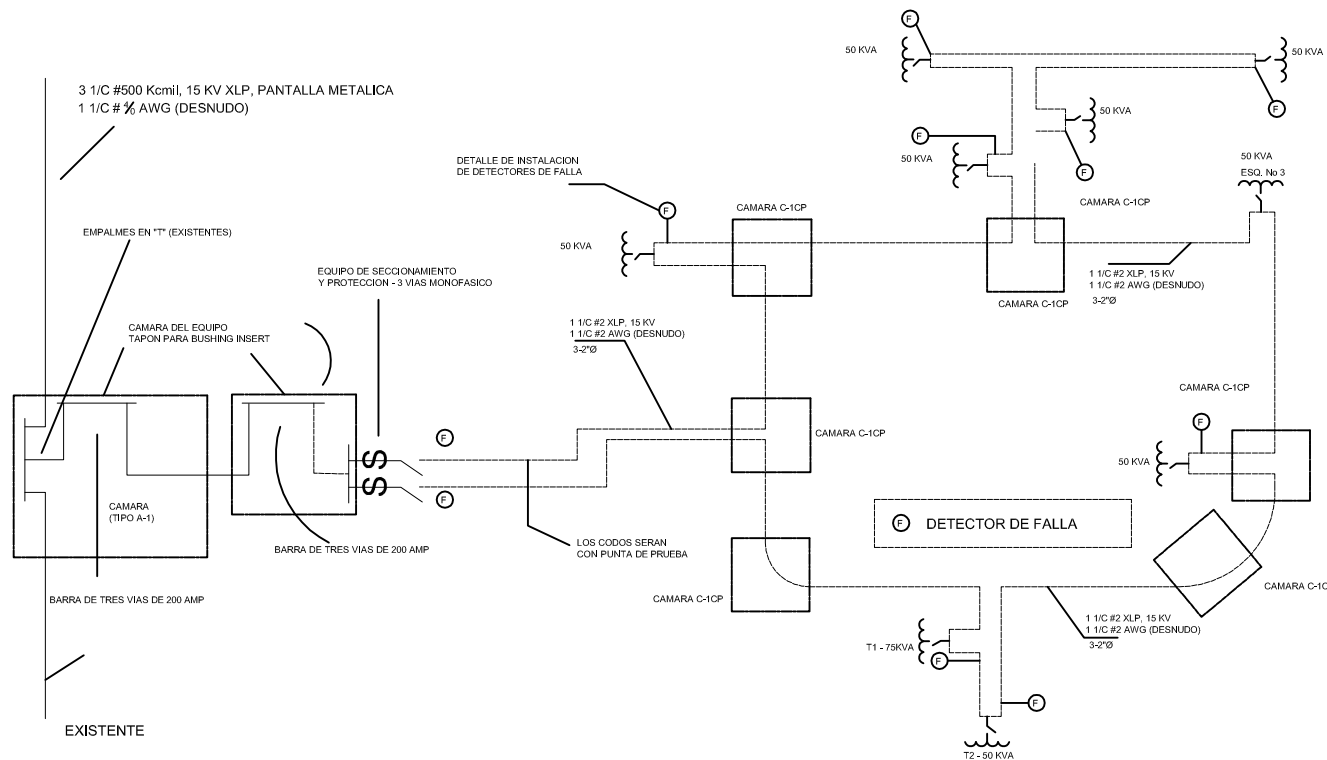 3 1/C #500 Kcmil, 15 KV XLP, PANTALLA METALICA
1 1/C # 4/0 AWG (DESNUDO)
EMPALMES EN "T" (EXISTENTES)
CAMARA DEL EQUIPO
TAPON PARA BUSHING INSERT
EQUIPO DE SECCIONAMIENTO
Y PROTECCION - 3 VIAS MONOFASICO
CAMARA
(TIPO A-1)
BARRA DE TRES VIAS DE 200 AMP
BARRA DE TRES VIAS DE 200 AMP
EXISTENTE
S
S
F
F
LOS CODOS SERAN
CON PUNTA DE PRUEBA
DETALLE DE INSTALACION
DE DETECTORES DE FALLA
F
50 KVA
CAMARA C-1CP
1 1/C #2 XLP, 15 KV
1 1/C #2 AWG (DESNUDO)
3-2"Ø
CAMARA C-1CP
CAMARA C-1CP
F
50 KVA
50 KVA
F
F
50 KVA
50 KVA
F
50 KVA
ESQ. No 3
CAMARA C-1CP
CAMARA C-1CP
1 1/C #2 XLP, 15 KV
1 1/C #2 AWG (DESNUDO)
3-2"Ø
CAMARA C-1CP
F
50 KVA
F DETECTOR DE FALLA
CAMARA C-1C
1 1/C #2 XLP, 15 KV
1 1/C #2 AWG (DESNUDO)
3-2"Ø
T1 - 75KVA
F
F
T2 - 50 KVA